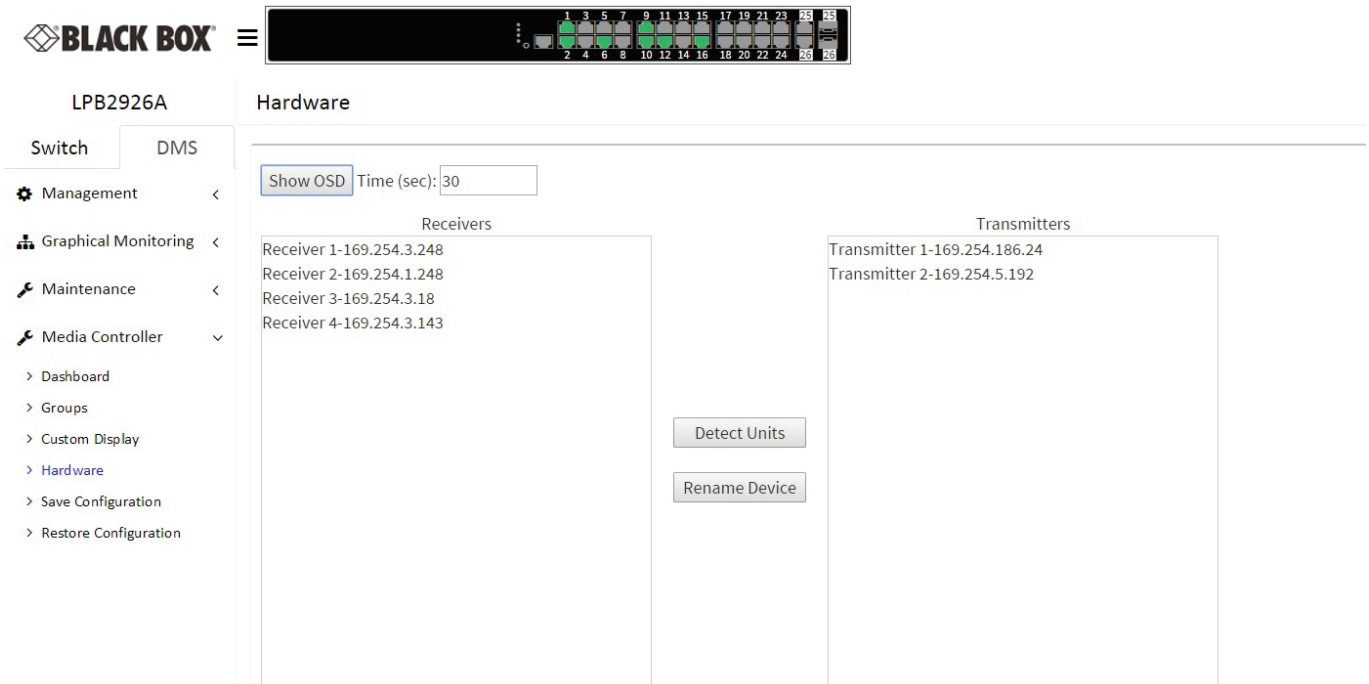 1 3 5 7 9 11 13 15 17 19 21 23 25 25
BLACK BOX®
2 4 6 8 10 12 14 16 18 20 22 24 26 26
LPB2926A
Hardware
Switch DMS
Management
Graphical Monitoring
Maintenance
Media Controller
Dashboard
Groups
Custom Display
Hardware
Save Configuration
Restore Configuration
Show OSD Time (sec): 30
Receivers
Receiver 1-169.254.3.248
Receiver 2-169.254.1.248
Receiver 3-169.254.3.18
Receiver 4-169.254.3.143
Detect Units
Rename Device
Transmitters
Transmitter 1-169.254.186.24
Transmitter 2-169.254.5.192